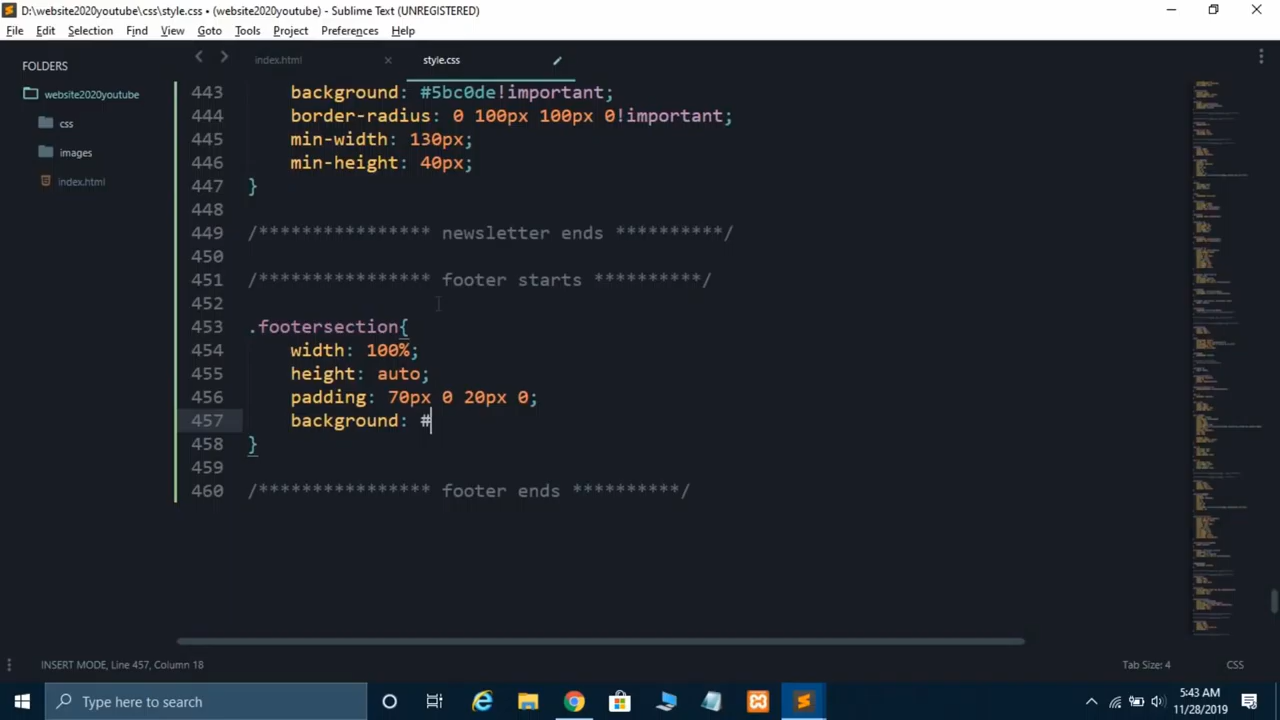 D:\website2020youtube\css\style.css • (website2020youtube) - Sublime Text (UNREGISTERED)
File Edit Selection Find View Goto Tools Project Preferences Help
FOLDERS
website2020youtube
css
images
index.html
index.html
style.css
443 background: #5bc0de!important;
444 border-radius: 0 100px 100px 0!important;
445 min-width: 130px;
446 min-height: 40px;
447 }
448
449 /**************** newsletter ends **********/
450
451 /**************** footer starts **********/
452
453 .footersection{
454 width: 100%;
455 height: auto;
456 padding: 70px 0 20px 0;
457 background: #
458 }
459
460 /**************** footer ends **********/
INSERT MODE, Line 457, Column 18
Tab Size: 4
CSS
Type here to search
5:43 AM
11/28/2019